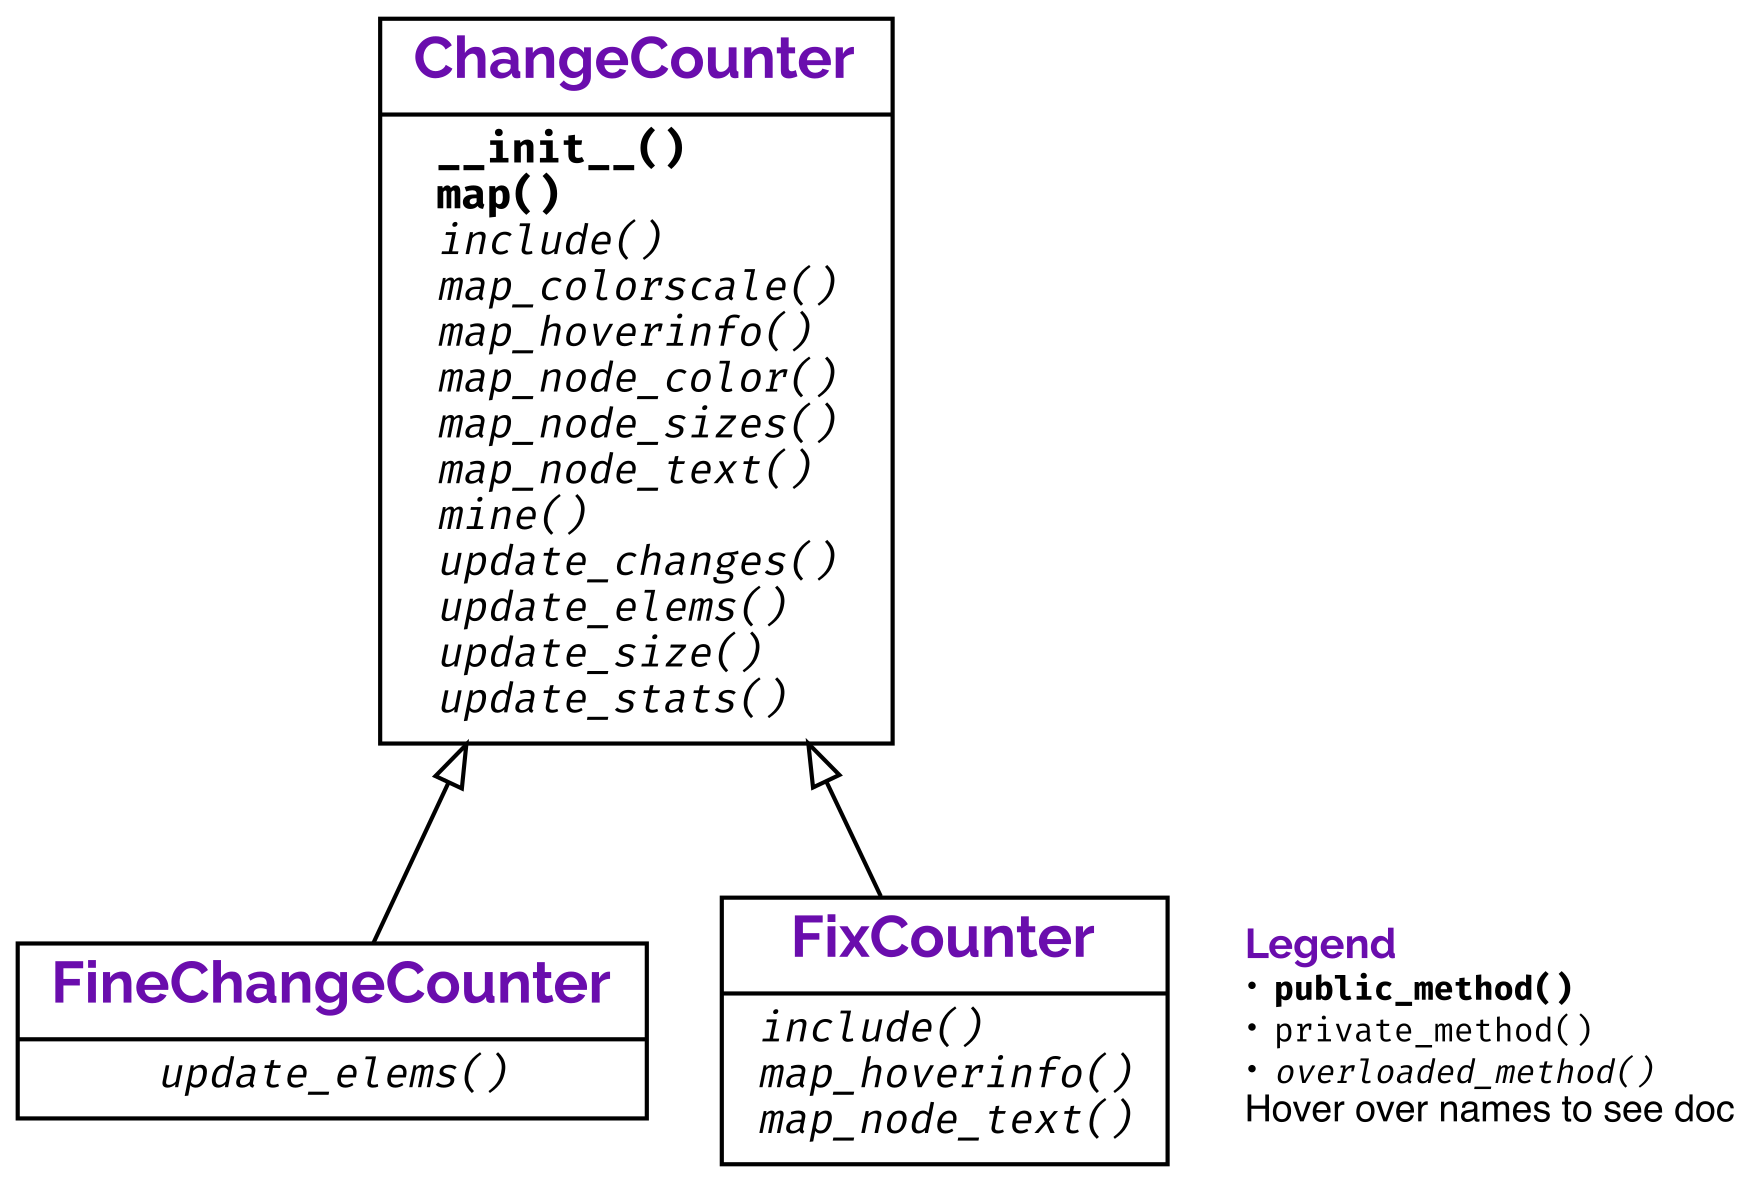 ChangeCounter
__init__()
map()
include()
map_colorscale()
map_hoverinfo()
map_node_color()
map_node_sizes()
map_node_text()
mine()
update_changes()
update_elems()
update_size()
update_stats()
FineChangeCounter
update_elems()
FixCounter
include()
map_hoverinfo()
map_node_text()
Legend
• public_method()
• private_method()
• overloaded_method()
Hover over names to see doc